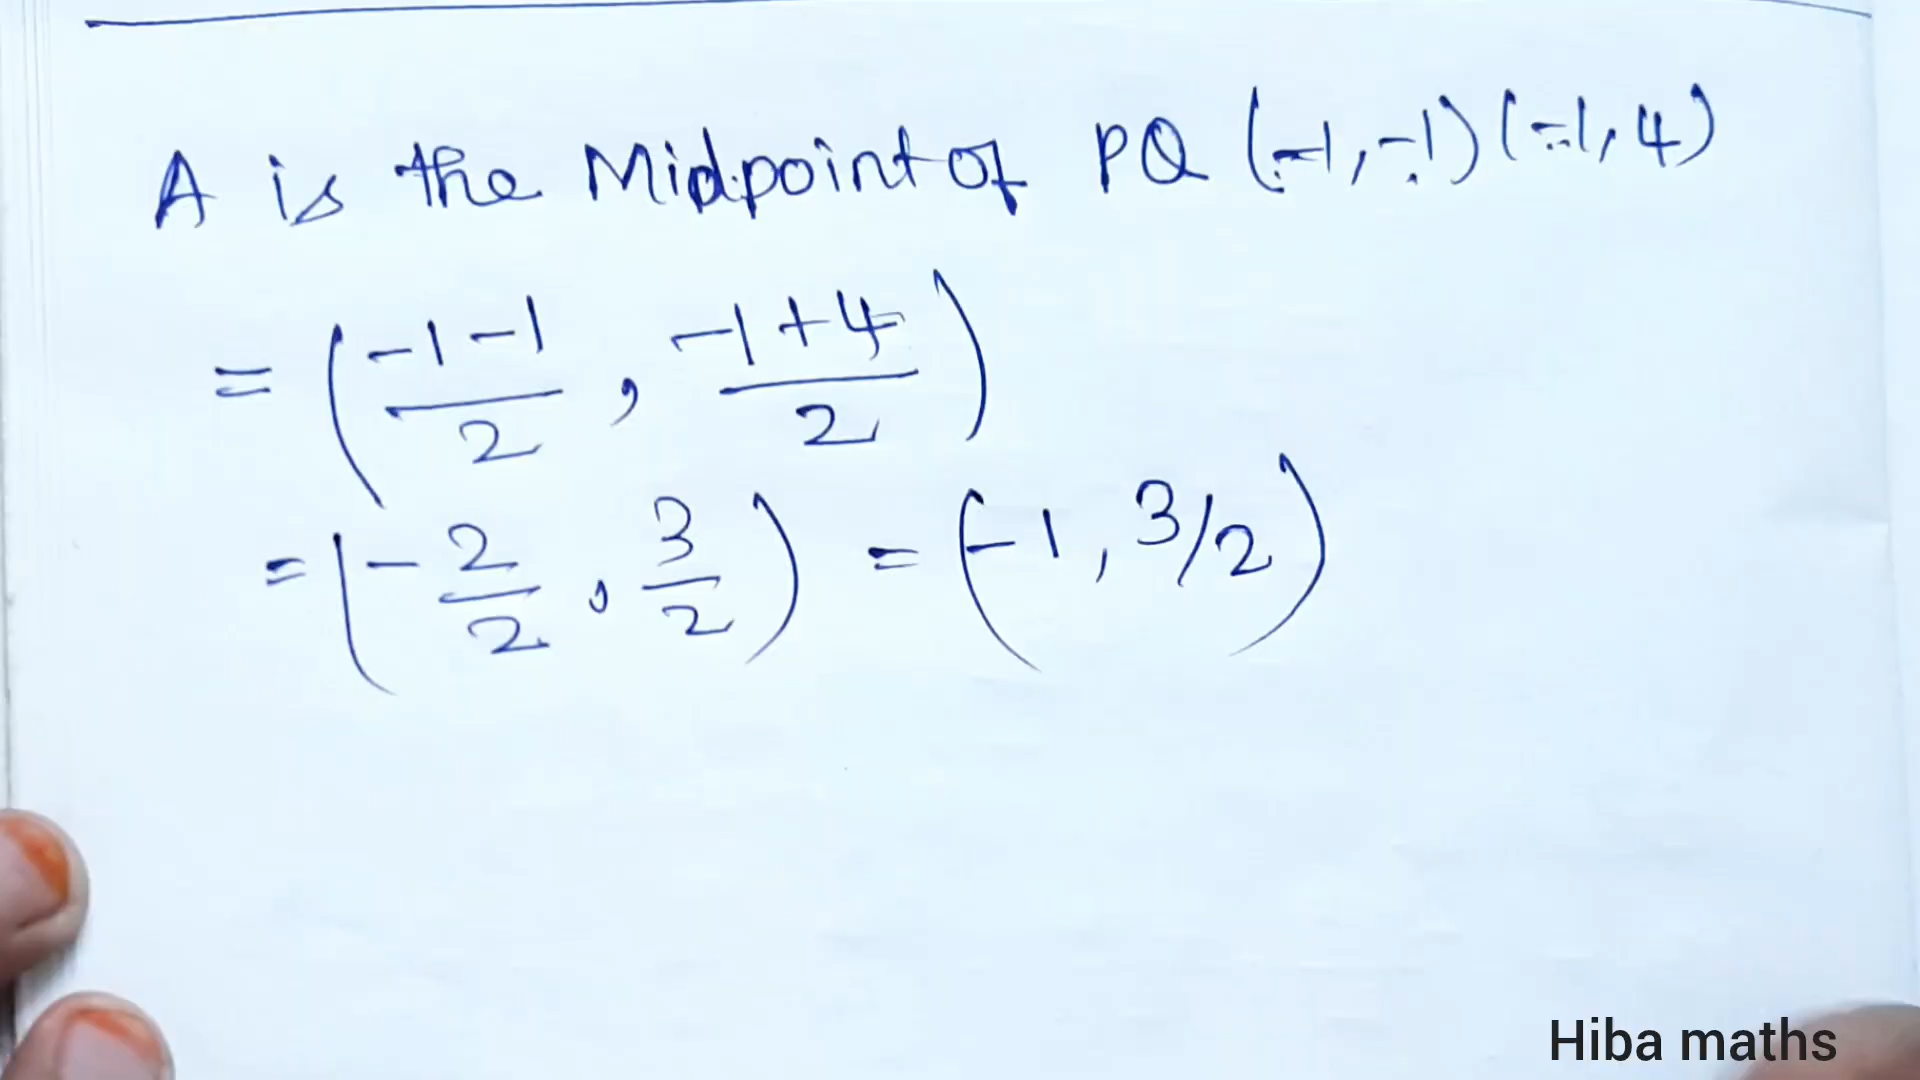 A is the Midpoint of PQ (-1,-1) (-1,4)
= (-1-1/2 , -1+4/2)
= (-2/2 , 3/2) = (-1, 3/2)
Hiba maths